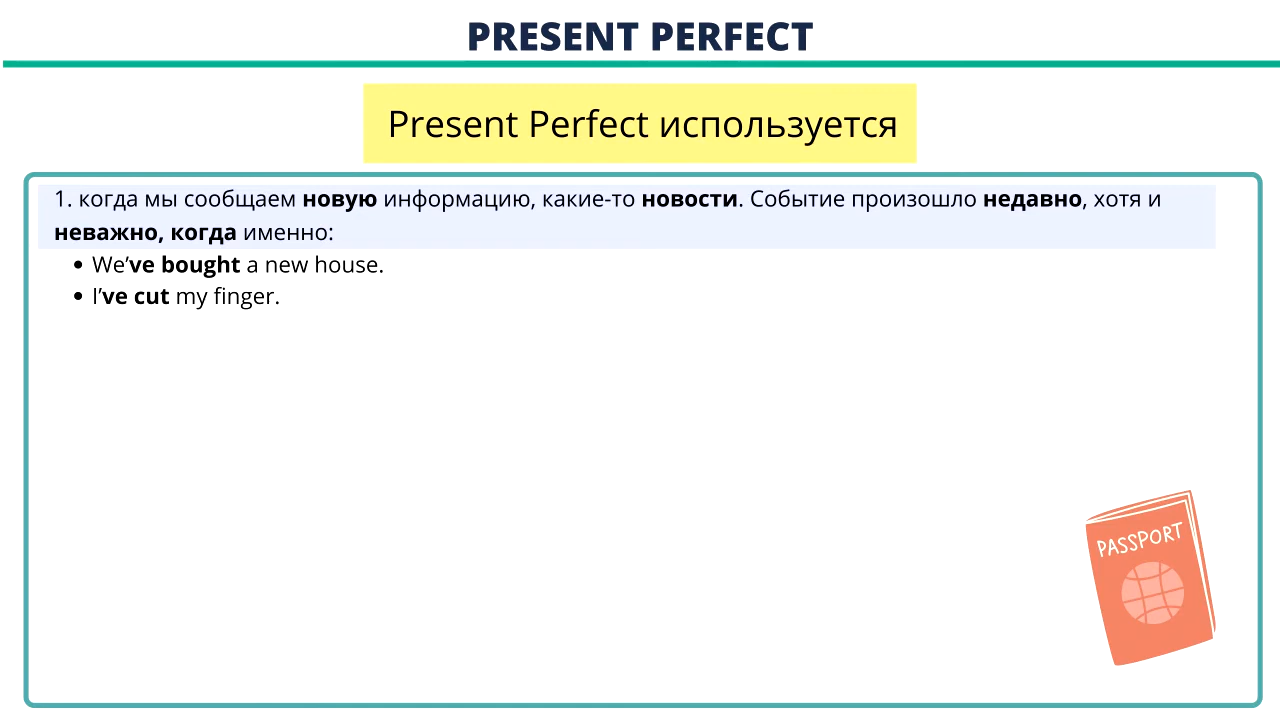 PRESENT PERFECT
Present Perfect используется
1. когда мы сообщаем новую информацию, какие-то новости. Событие произошло недавно, хотя и
неважно, когда именно:
• We’ve bought a new house.
• I’ve cut my finger.
PASSPORT